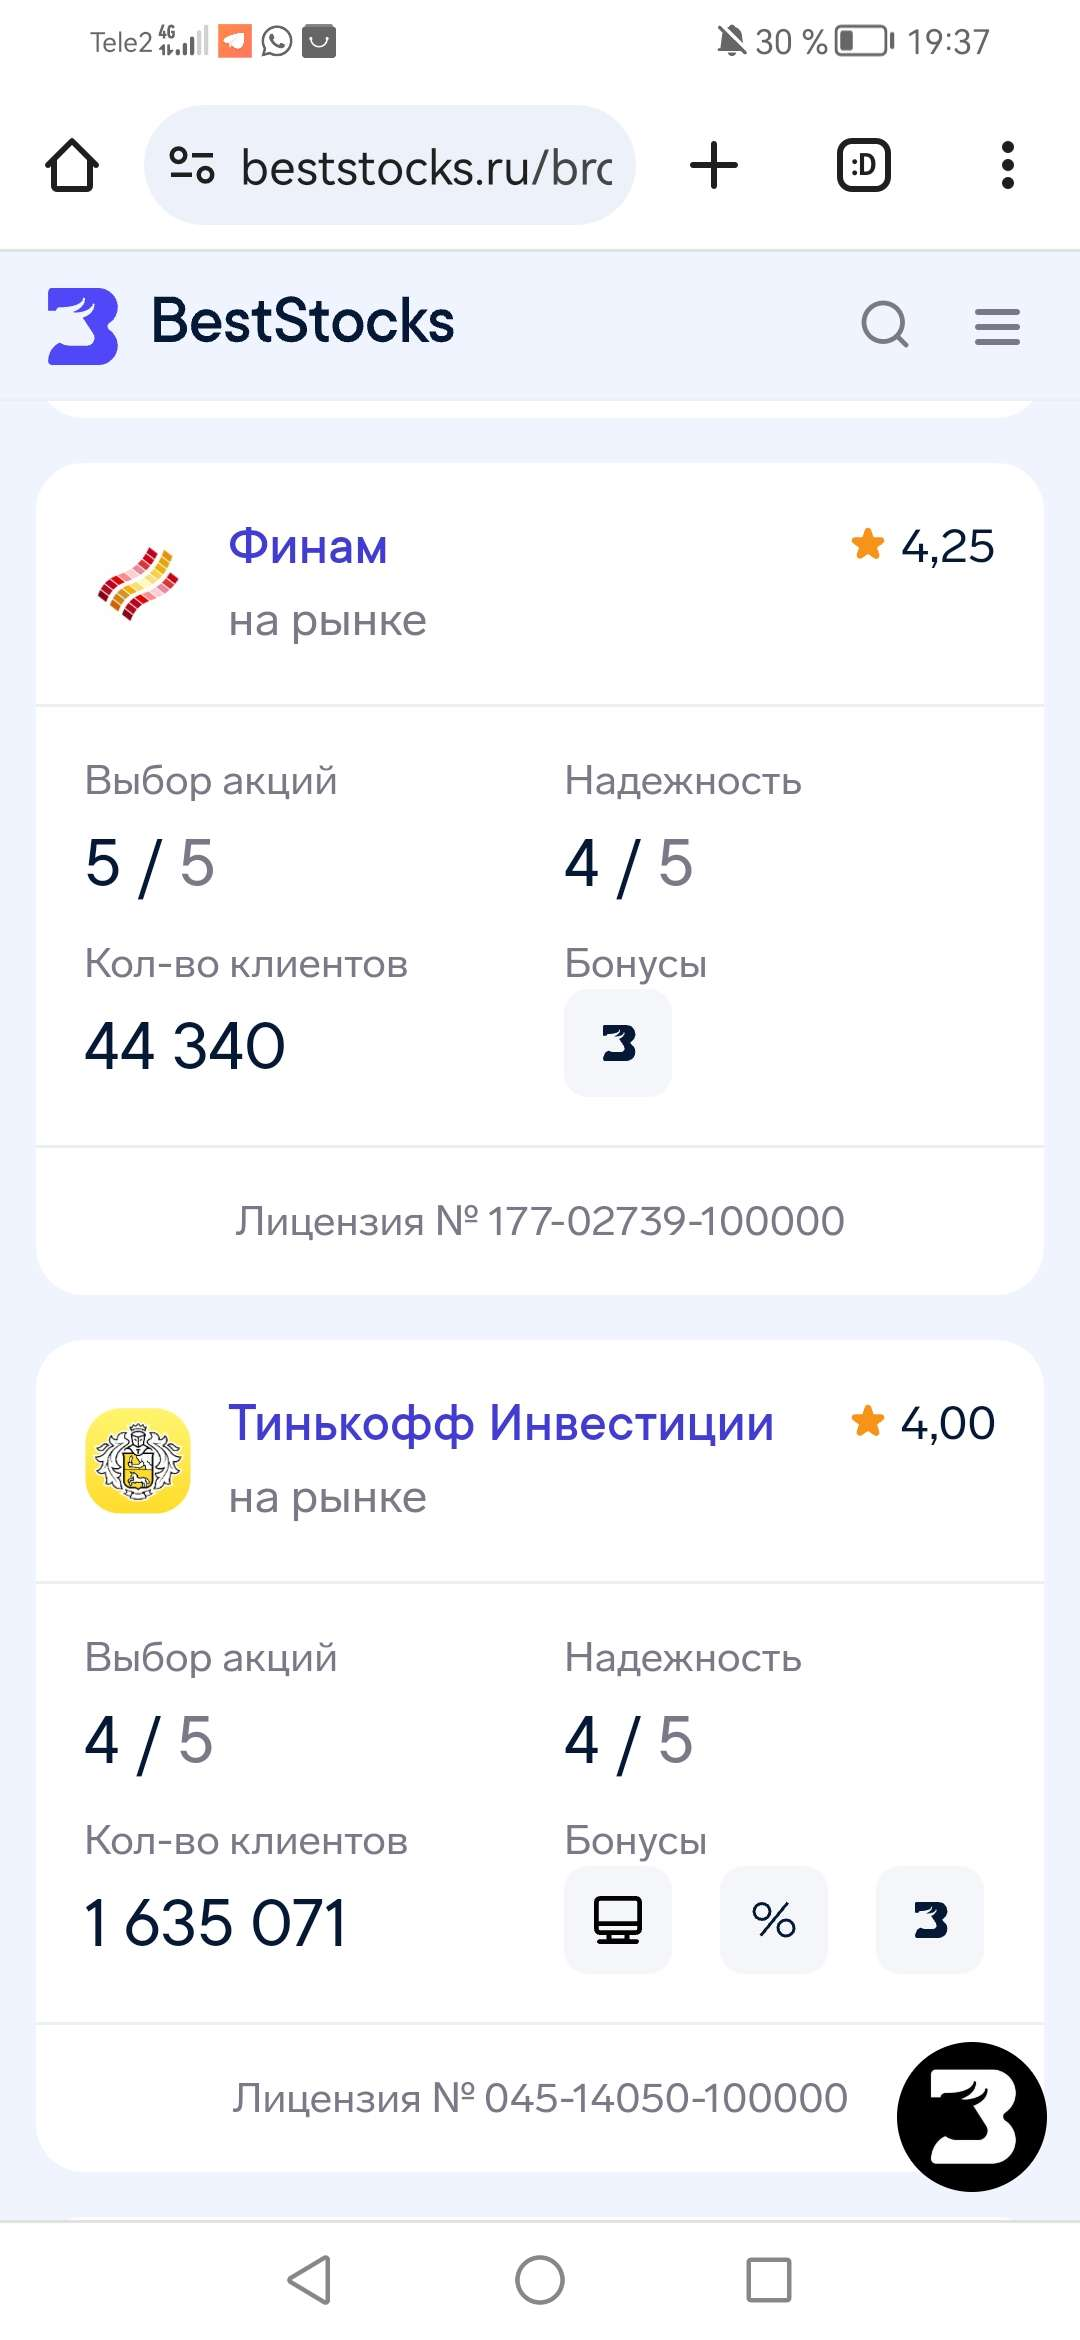 Tele2 4G 30 % 19:37
beststocks.ru/brc
:D
BestStocks
Финам 4,25
на рынке
Выбор акций Надежность
5 / 5 4 / 5
Кол-во клиентов Бонусы
44 340
Лицензия № 177-02739-100000
Тинькофф Инвестиции 4,00
на рынке
Выбор акций Надежность
4 / 5 4 / 5
Кол-во клиентов Бонусы
1 635 071 %
Лицензия № 045-14050-100000